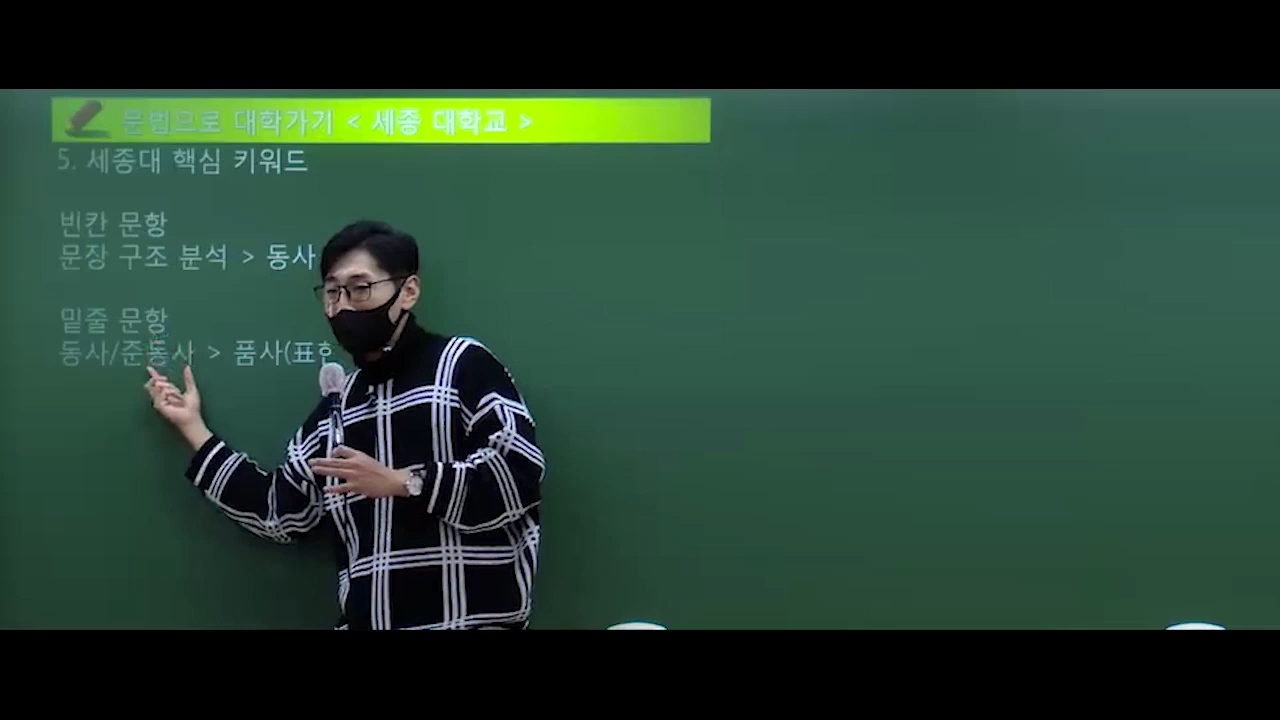 문법으로 대학가기 < 세종 대학교 >
5. 세종대 핵심 키워드
빈칸 문항
문장 구조 분석 > 동사
밑줄 문항
동사/준동사 > 품사(표현